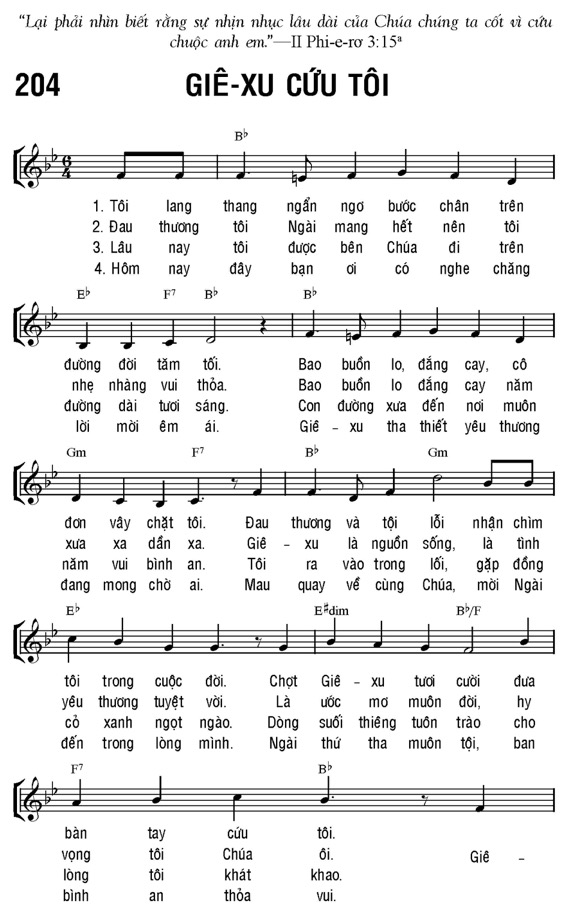 “Lại phải nhìn biết rằng sự nhịn nhục lâu dài của Chúa chúng ta cốt vì cứu
chuộc anh em.”—II Phi-e-rơ 3:15ª
204 GIÊ-XU CỨU TÔI
B♭
6
4
1. Tôi lang thang ngẩn ngơ bước chân trên
2. Đau thương tôi Ngài mang hết nên tôi
3. Lâu nay tôi được bên Chúa đi trên
4. Hôm nay đây bạn ơi có nghe chăng
E♭ F7 B♭ B♭
đường đời tăm tối. Bao buồn lo, đắng cay, cô
nhẹ nhàng vui thỏa. Bao buồn lo, đắng cay năm
đường dài tươi sáng. Con đường xưa đến nơi muôn
lời mời êm ái. Giê - xu tha thiết yêu thương
Gm F7 B♭ Gm
đơn vây chặt tôi. Đau thương và tội lỗi nhận chìm
xưa xa dần xa. Giê - xu là nguồn sống, là tình
năm vui bình an. Tôi ra vào trong lối, gặp đồng
đang mong chờ ai. Mau quay về cùng Chúa, mời Ngài
E♭ E♯dim B♭/F
tôi trong cuộc đời. Chợt Giê - xu tươi cười đưa
yêu thương tuyệt vời. Là ước mơ muôn đời, hy
cỏ xanh ngọt ngào. Dòng suối thiêng tuôn trào cho
đến trong lòng mình. Ngài thứ tha muôn tội, ban
F7 B♭
bàn tay cứu tôi.
vọng tôi Chúa ôi. Giê -
lòng tôi khát khao.
bình an thỏa vui.